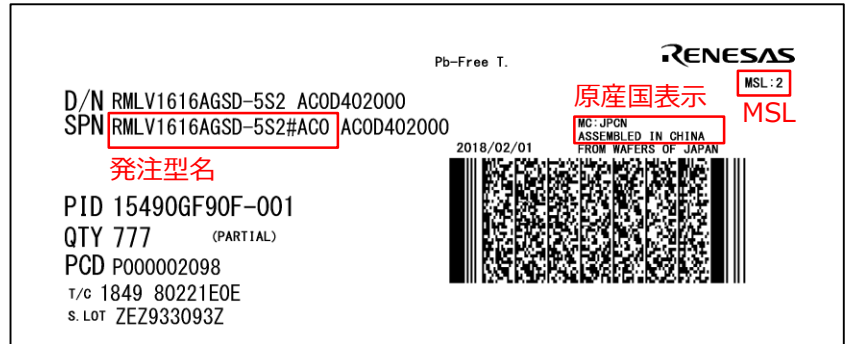 RENESAS
Pb-Free T.
MSL:2
MSL
D/N RMLV1616AGSD-5S2 AC0D402000
原産国表示
SPN RMLV1616AGSD-5S2#AC0 AC0D402000
MC:JPCN
ASSEMBLED IN CHINA
2018/02/01 FROM WAFERS OF JAPAN
発注型名
PID 15490GF90F-001
QTY 777 (PARTIAL)
PCD P000002098
T/C 1849 80221E0E
S.LOT ZEZ933093Z